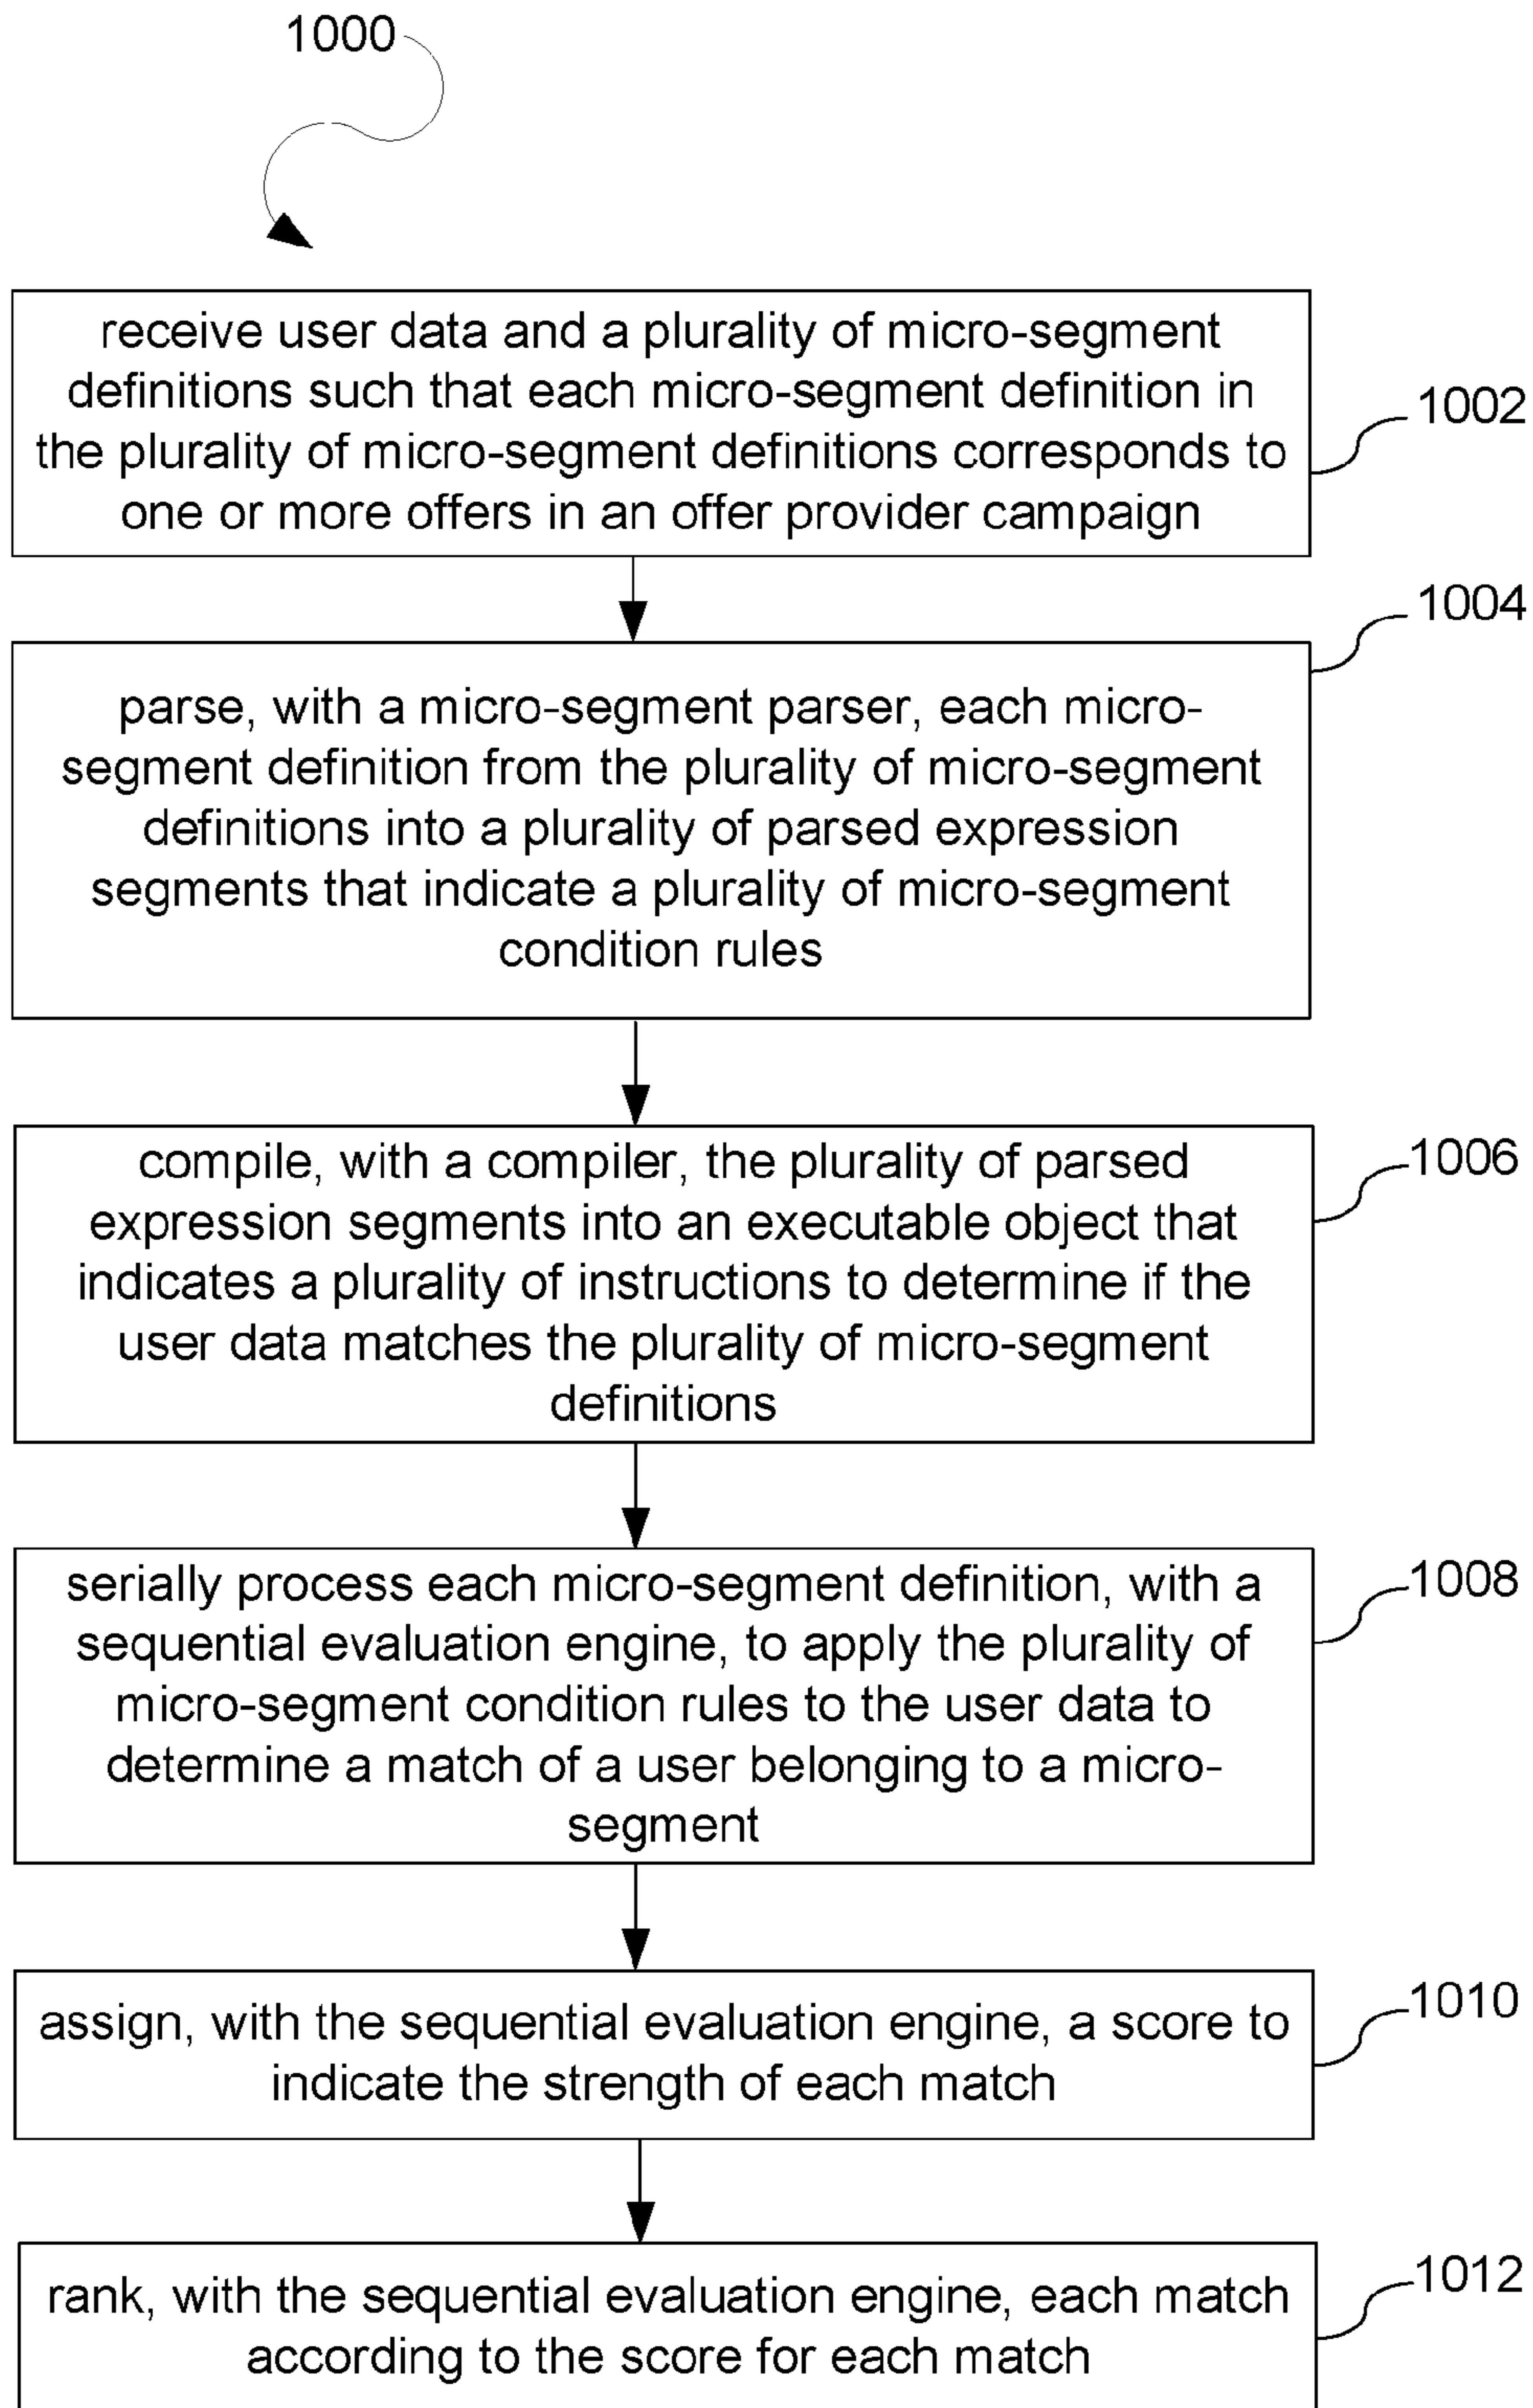 1000
receive user data and a plurality of micro-segment
definitions such that each micro-segment definition in
the plurality of micro-segment definitions corresponds to
one or more offers in an offer provider campaign
1002
1004
parse, with a micro-segment parser, each micro-
segment definition from the plurality of micro-segment
definitions into a plurality of parsed expression
segments that indicate a plurality of micro-segment
condition rules
compile, with a compiler, the plurality of parsed
expression segments into an executable object that
indicates a plurality of instructions to determine if the
user data matches the plurality of micro-segment
definitions
1006
serially process each micro-segment definition, with a
sequential evaluation engine, to apply the plurality of
micro-segment condition rules to the user data to
determine a match of a user belonging to a micro-
segment
1008
assign, with the sequential evaluation engine, a score to
indicate the strength of each match
1010
rank, with the sequential evaluation engine, each match
according to the score for each match
1012